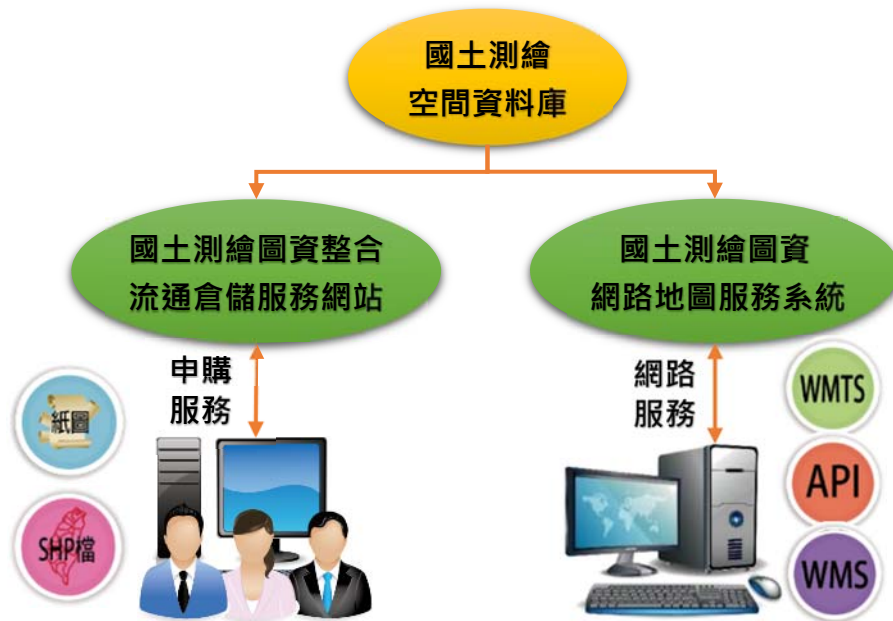 國土測繪
空間資料庫
國土測繪圖資整合
流通倉儲服務網站
國土測繪圖資
網路地圖服務系統
申購
服務
網路
服務
紙圖
SHP檔
WMTS
API
WMS